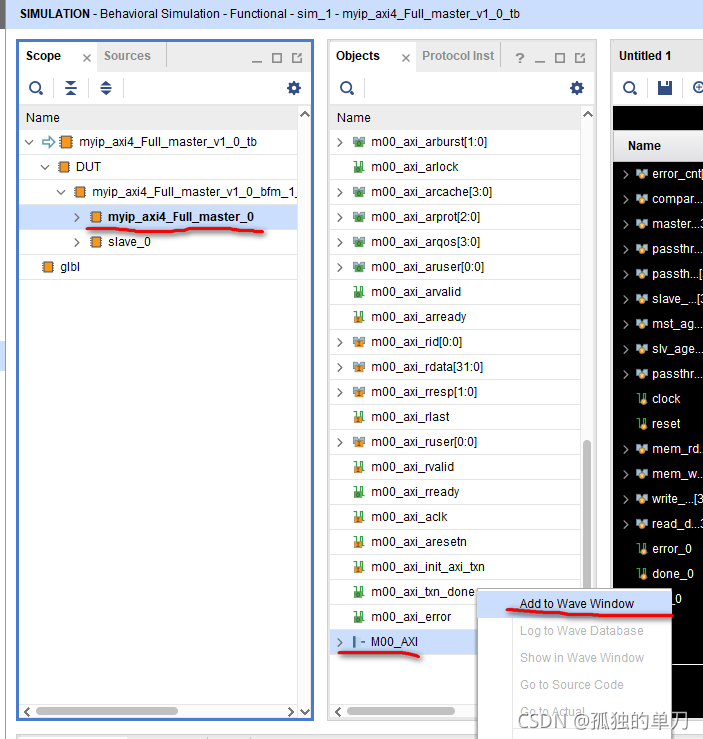 SIMULATION - Behavioral Simulation - Functional - sim_1 - myip_axi4_Full_master_v1_0_tb
Scope
Sources
Name
myip_axi4_Full_master_v1_0_tb
DUT
myip_axi4_Full_master_v1_0_bfm_1_
myip_axi4_Full_master_0
slave_0
glbl
Objects
Protocol Inst
Name
m00_axi_arburst[1:0]
m00_axi_arlock
m00_axi_arcache[3:0]
m00_axi_arprot[2:0]
m00_axi_arqos[3:0]
m00_axi_aruser[0:0]
m00_axi_arvalid
m00_axi_arready
m00_axi_rid[0:0]
m00_axi_rdata[31:0]
m00_axi_rresp[1:0]
m00_axi_rlast
m00_axi_ruser[0:0]
m00_axi_rvalid
m00_axi_rready
m00_axi_aclk
m00_axi_aresetn
m00_axi_init_axi_txn
m00_axi_txn_done
m00_axi_error
M00_AXI
Untitled 1
Name
error_cnt[
compar...
master...[3
passthr...
passth...[
slave_...[3
mst_ag...
slv_age...
passthr...
clock
reset
mem_rd...
mem_w...
write_...[3
read_d...[3
error_0
done_0
_0
Add to Wave Window
Log to Wave Database
Show in Wave Window
Go to Source Code
Go to Actual
CSDN @孤独的单刀